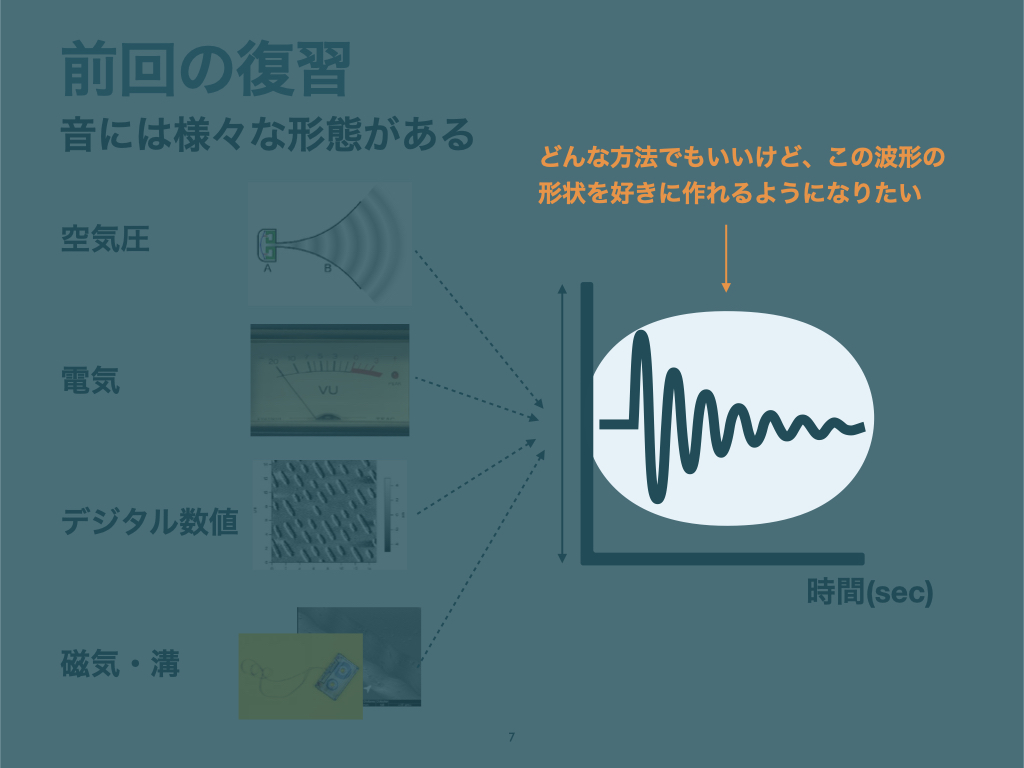 前回の復習
音には様々な形態がある
どんな方法でもいいけど、この波形の
形状を好きに作れるようになりたい
空気圧
A
B
電気
VU
デジタル数値
時間(sec)
磁気・溝
7